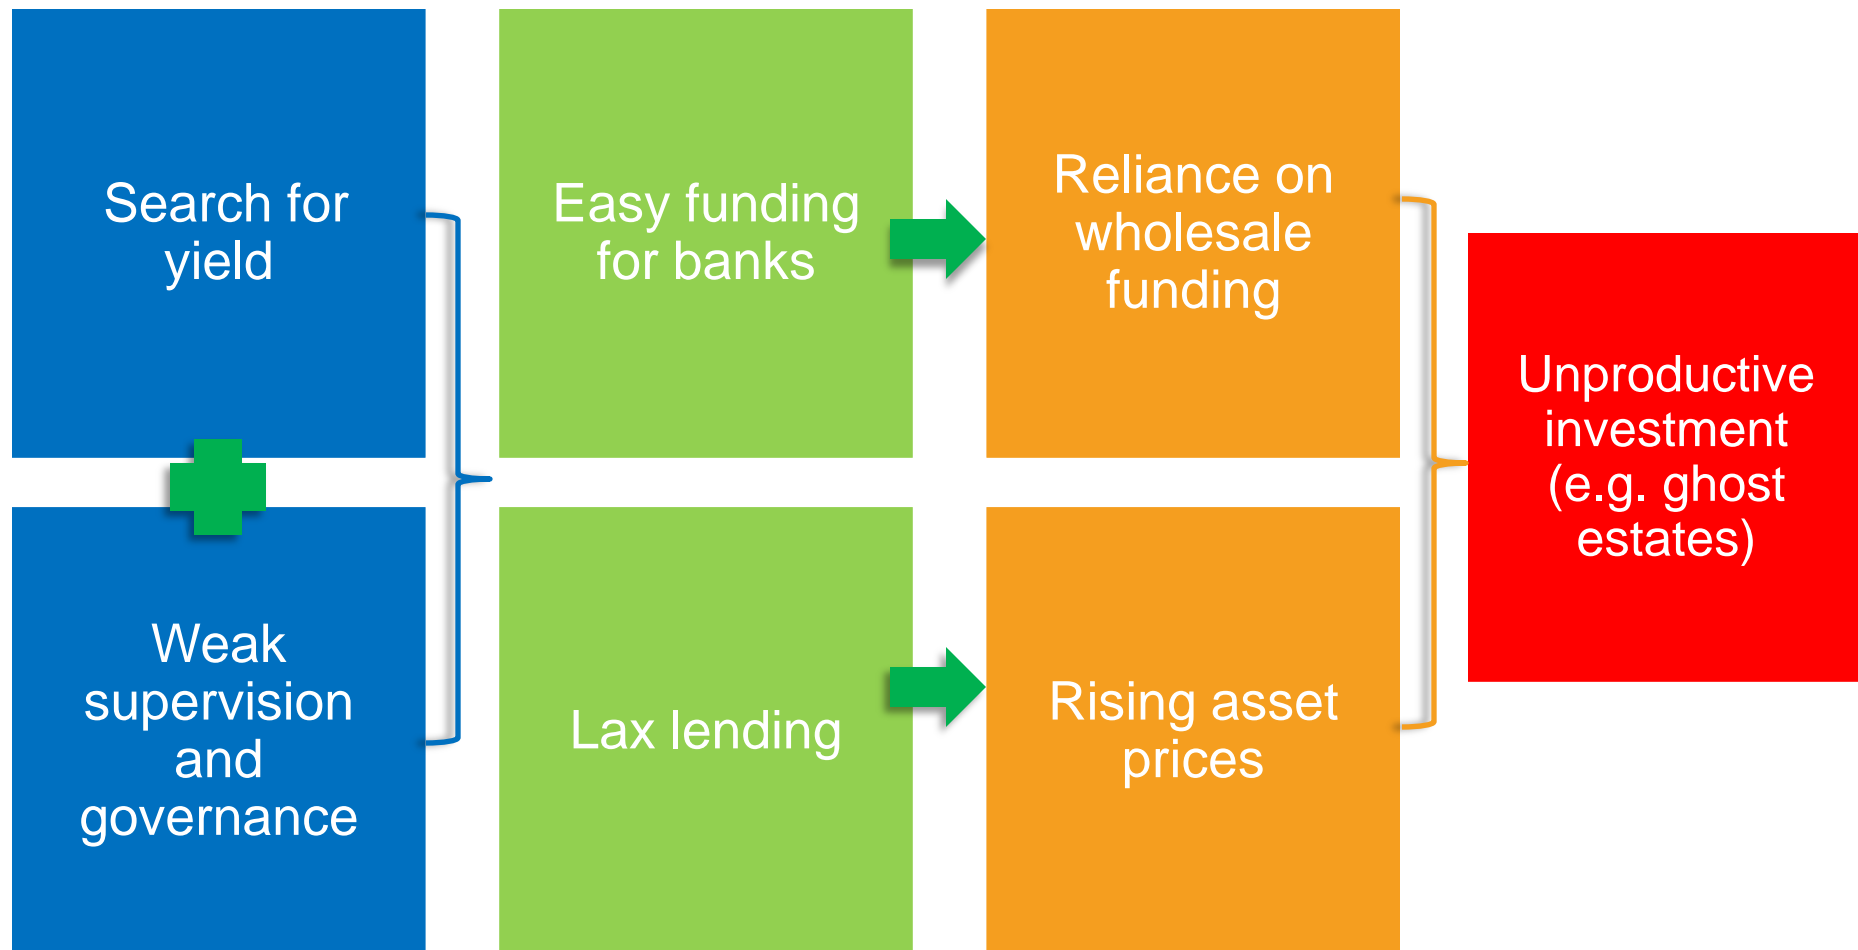 Search for
yield
Easy funding
for banks
Reliance on
wholesale
funding
Unproductive
investment
(e.g. ghost
estates)
Weak
supervision
and
governance
Lax lending
Rising asset
prices